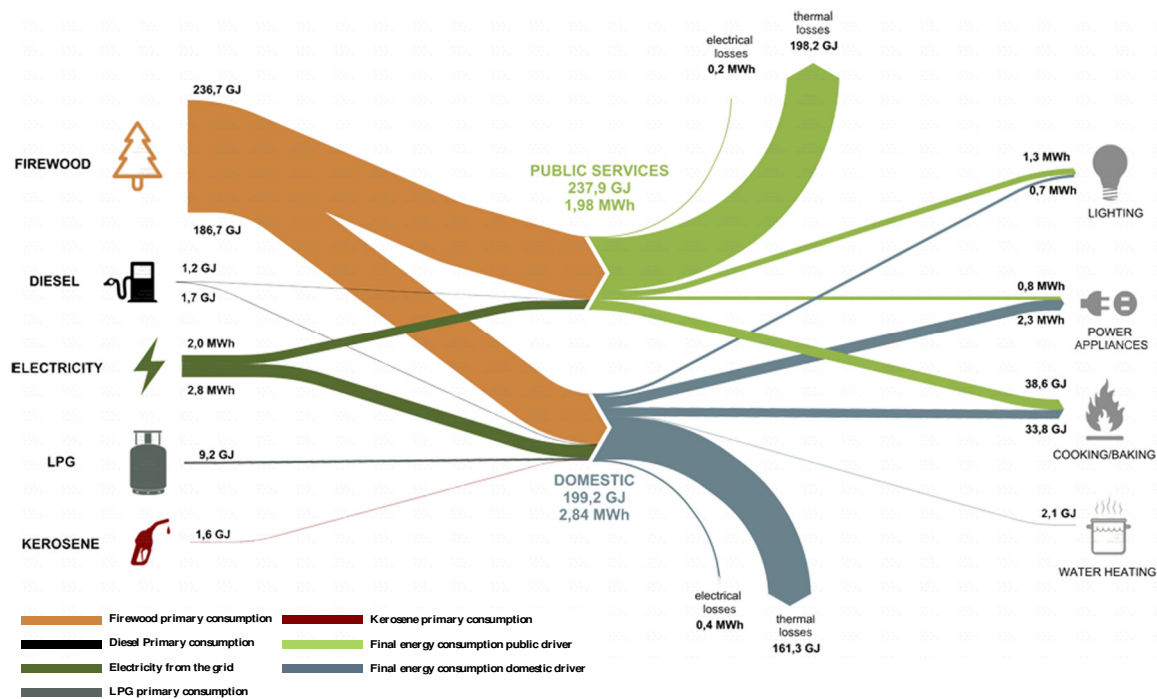 thermal
losses
198,2 GJ
electrical
losses
0,2 MWh
236,7 GJ
FIREWOOD
186,7 GJ
PUBLIC SERVICES
237,9 GJ
1,98 MWh
1,3 MWh
0,7 MWh
LIGHTING
DIESEL
1,2 GJ
1,7 GJ
0,8 MWh
2,3 MWh
POWER
APPLIANCES
ELECTRICITY
2,0 MWh
2,8 MWh
38,6 GJ
33,8 GJ
COOKING/BAKING
LPG
9,2 GJ
DOMESTIC
199,2 GJ
2,84 MWh
KEROSENE
1,6 GJ
2,1 GJ
WATER HEATING
electrical
losses
0,4 MWh
thermal
losses
161,3 GJ
Firewood primary consumption
Diesel Primary consumption
Electricity from the grid
LPG primary consumption
Kerosene primary consumption
Final energy consumption public driver
Final energy consumption domestic driver